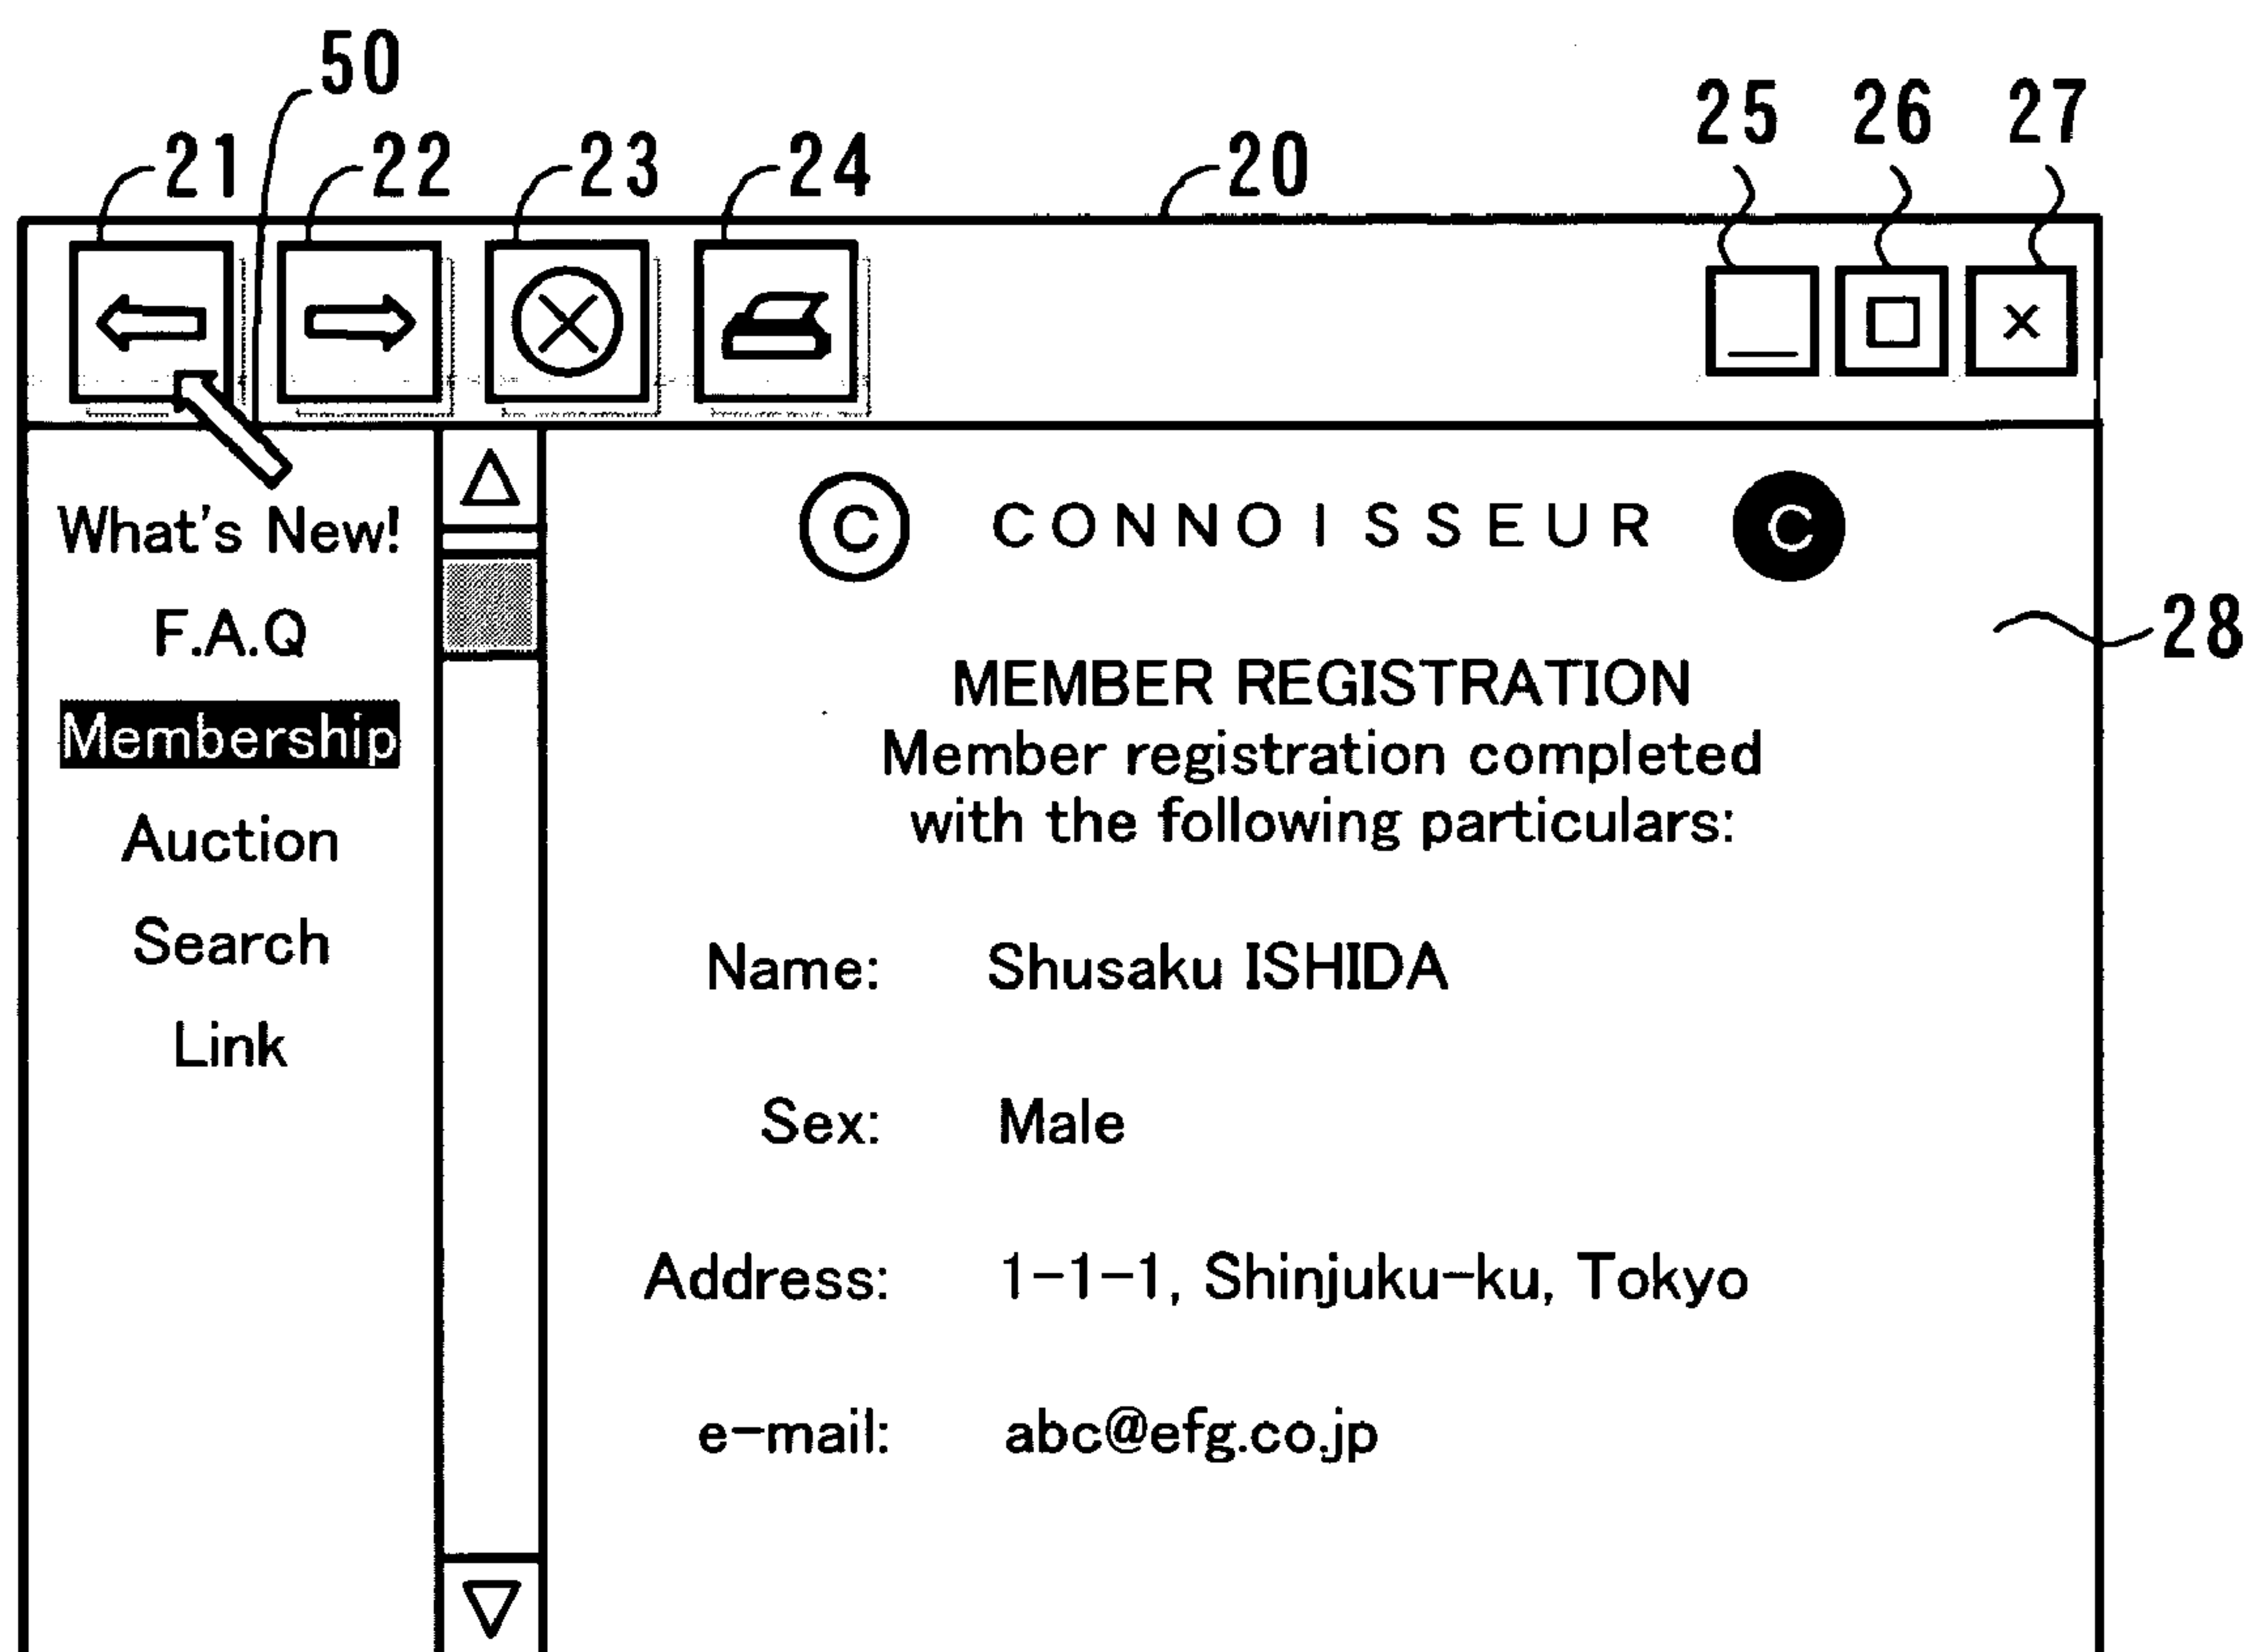 50
25 26 27
21 22 23 24 20
_ □ ×
What's New!
F.A.Q
Membership
Auction
Search
Link
C CONNOISSEUR C
28
MEMBER REGISTRATION
Member registration completed
with the following particulars:
Name: Shusaku ISHIDA
Sex: Male
Address: 1-1-1, Shinjuku-ku, Tokyo
e-mail: abc@efg.co.jp